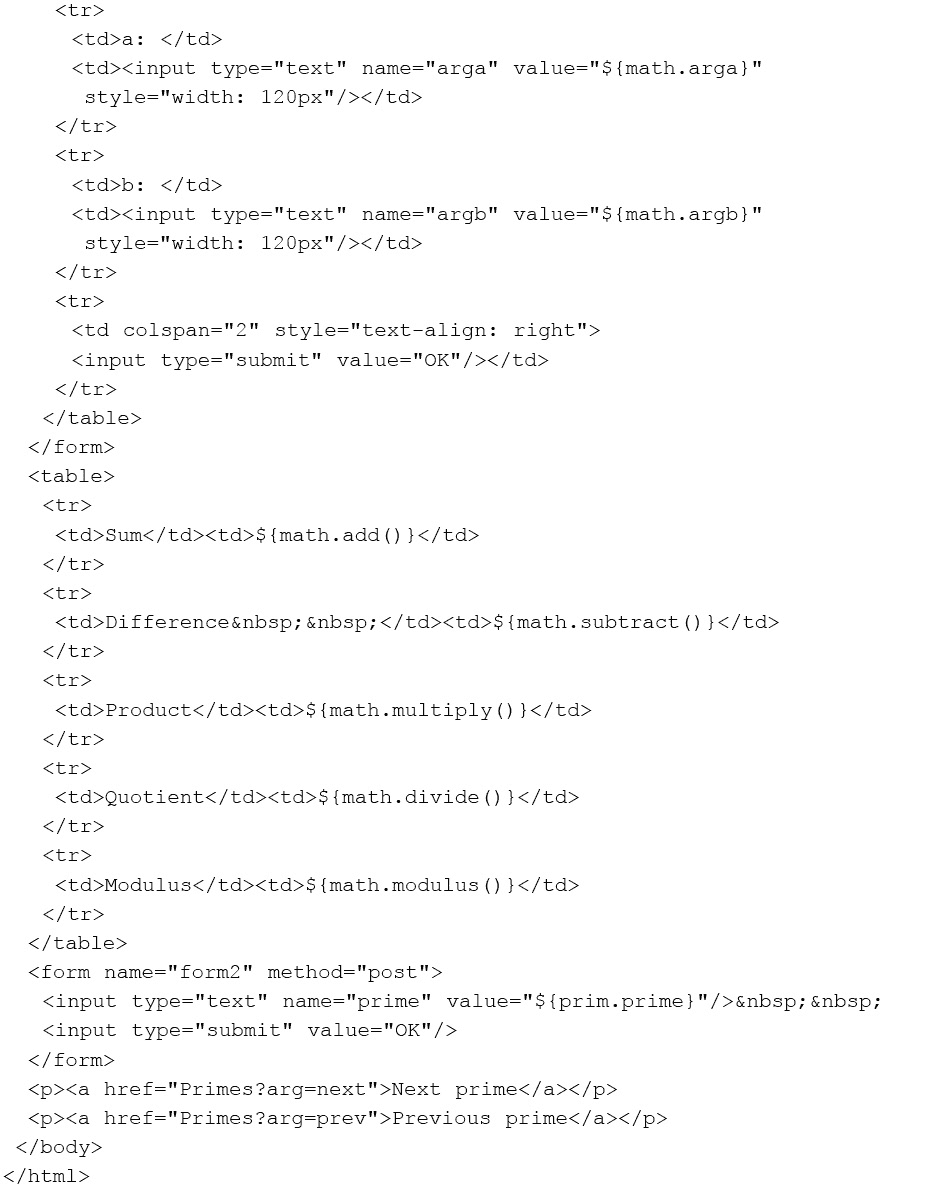 <tr>
<td>a: </td>
<td><input type="text" name="arga" value="${math.arga}"
style="width: 120px"/></td>
</tr>
<tr>
<td>b: </td>
<td><input type="text" name="argb" value="${math.argb}"
style="width: 120px"/></td>
</tr>
<tr>
<td colspan="2" style="text-align: right">
<input type="submit" value="OK"/></td>
</tr>
</table>
</form>
<table>
<tr>
<td>Sum</td><td>${math.add()}</td>
</tr>
<tr>
<td>Difference&nbsp;&nbsp;</td><td>${math.subtract()}</td>
</tr>
<tr>
<td>Product</td><td>${math.multiply()}</td>
</tr>
<tr>
<td>Quotient</td><td>${math.divide()}</td>
</tr>
<tr>
<td>Modulus</td><td>${math.modulus()}</td>
</tr>
</table>
<form name="form2" method="post">
<input type="text" name="prime" value="${prim.prime}"/>&nbsp;&nbsp;
<input type="submit" value="OK"/>
</form>
<p><a href="Primes?arg=next">Next prime</a></p>
<p><a href="Primes?arg=prev">Previous prime</a></p>
</body>
</html>